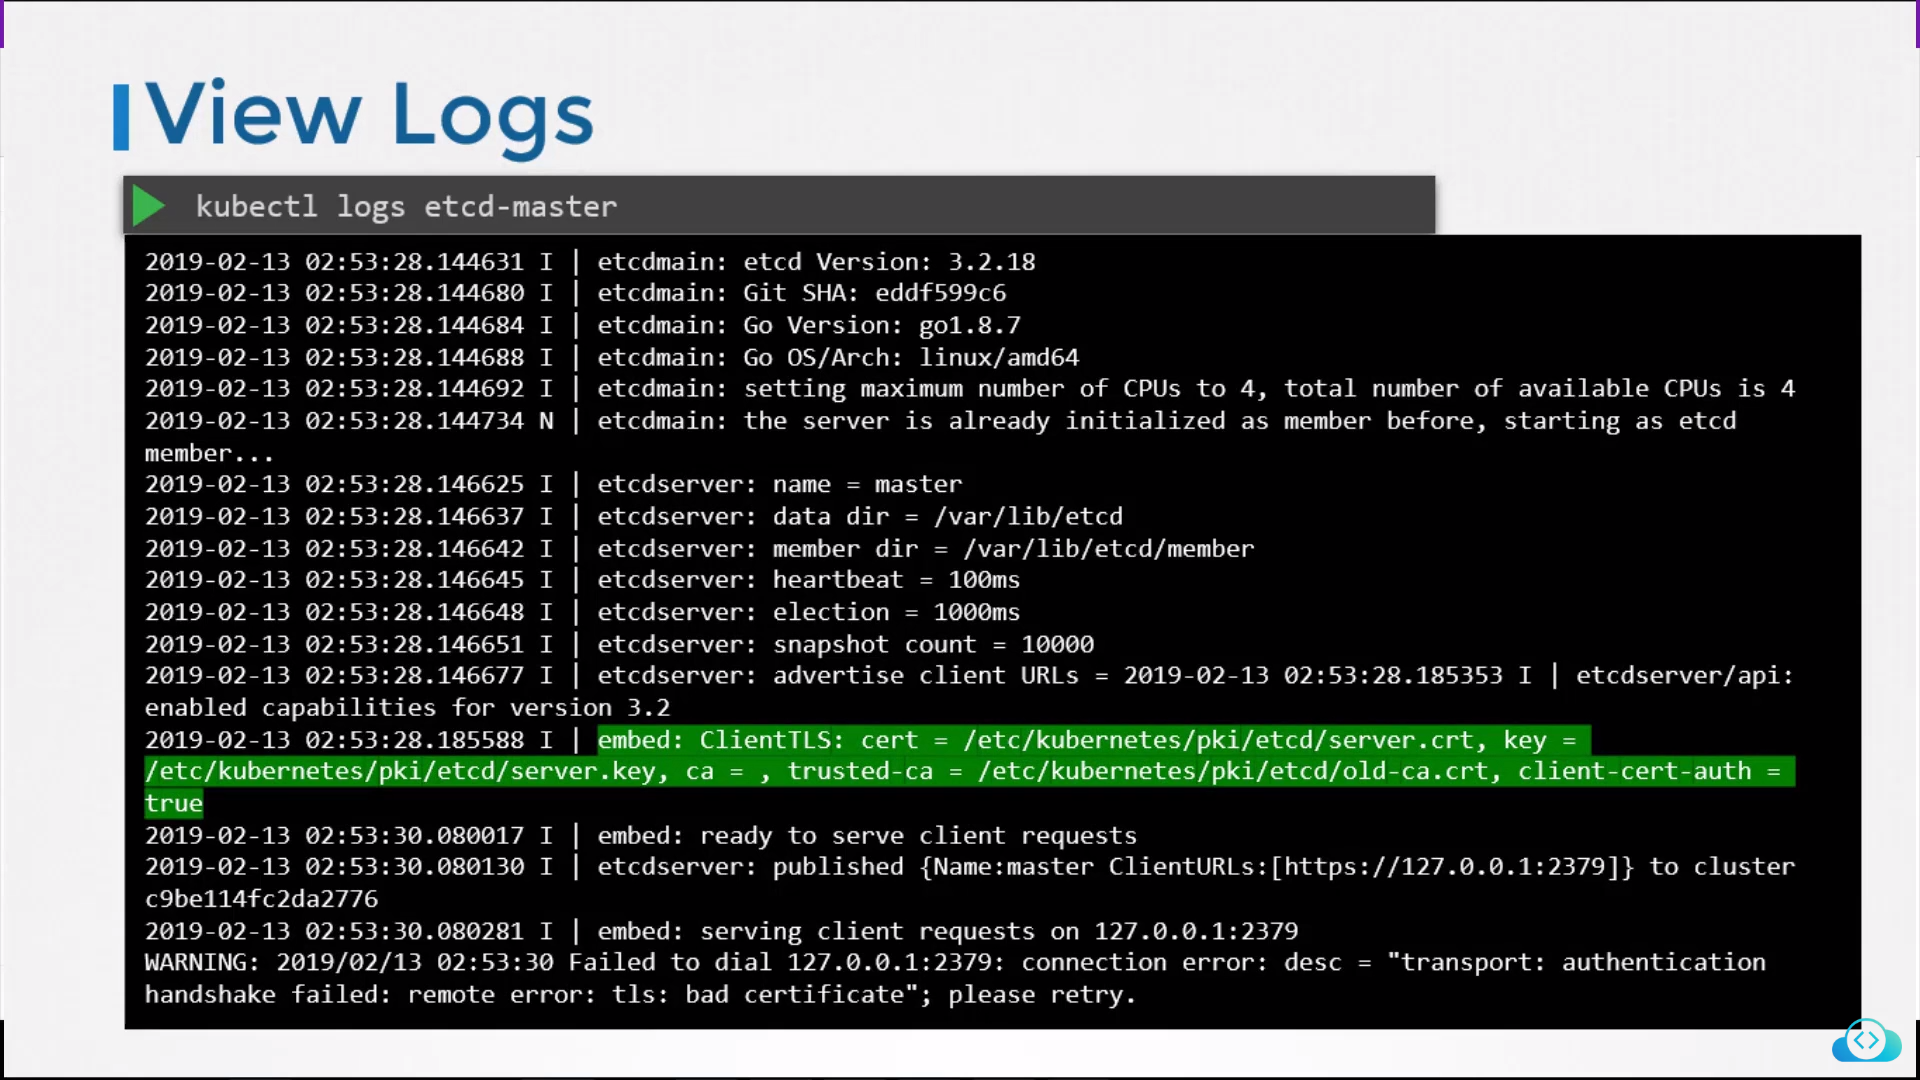 View Logs
kubectl logs etcd-master
2019-02-13 02:53:28.144631 I | etcdmain: etcd Version: 3.2.18
2019-02-13 02:53:28.144680 I | etcdmain: Git SHA: eddf599c6
2019-02-13 02:53:28.144684 I | etcdmain: Go Version: go1.8.7
2019-02-13 02:53:28.144688 I | etcdmain: Go OS/Arch: linux/amd64
2019-02-13 02:53:28.144692 I | etcdmain: setting maximum number of CPUs to 4, total number of available CPUs is 4
2019-02-13 02:53:28.144734 N | etcdmain: the server is already initialized as member before, starting as etcd
member...
2019-02-13 02:53:28.146625 I | etcdserver: name = master
2019-02-13 02:53:28.146637 I | etcdserver: data dir = /var/lib/etcd
2019-02-13 02:53:28.146642 I | etcdserver: member dir = /var/lib/etcd/member
2019-02-13 02:53:28.146645 I | etcdserver: heartbeat = 100ms
2019-02-13 02:53:28.146648 I | etcdserver: election = 1000ms
2019-02-13 02:53:28.146651 I | etcdserver: snapshot count = 10000
2019-02-13 02:53:28.146677 I | etcdserver: advertise client URLs = 2019-02-13 02:53:28.185353 I | etcdserver/api:
enabled capabilities for version 3.2
2019-02-13 02:53:28.185588 I | embed: ClientTLS: cert = /etc/kubernetes/pki/etcd/server.crt, key =
/etc/kubernetes/pki/etcd/server.key, ca = , trusted-ca = /etc/kubernetes/pki/etcd/old-ca.crt, client-cert-auth =
true
2019-02-13 02:53:30.080017 I | embed: ready to serve client requests
2019-02-13 02:53:30.080130 I | etcdserver: published {Name:master ClientURLs:[https://127.0.0.1:2379]} to cluster
c9be114fc2da2776
2019-02-13 02:53:30.080281 I | embed: serving client requests on 127.0.0.1:2379
WARNING: 2019/02/13 02:53:30 Failed to dial 127.0.0.1:2379: connection error: desc = "transport: authentication
handshake failed: remote error: tls: bad certificate"; please retry.